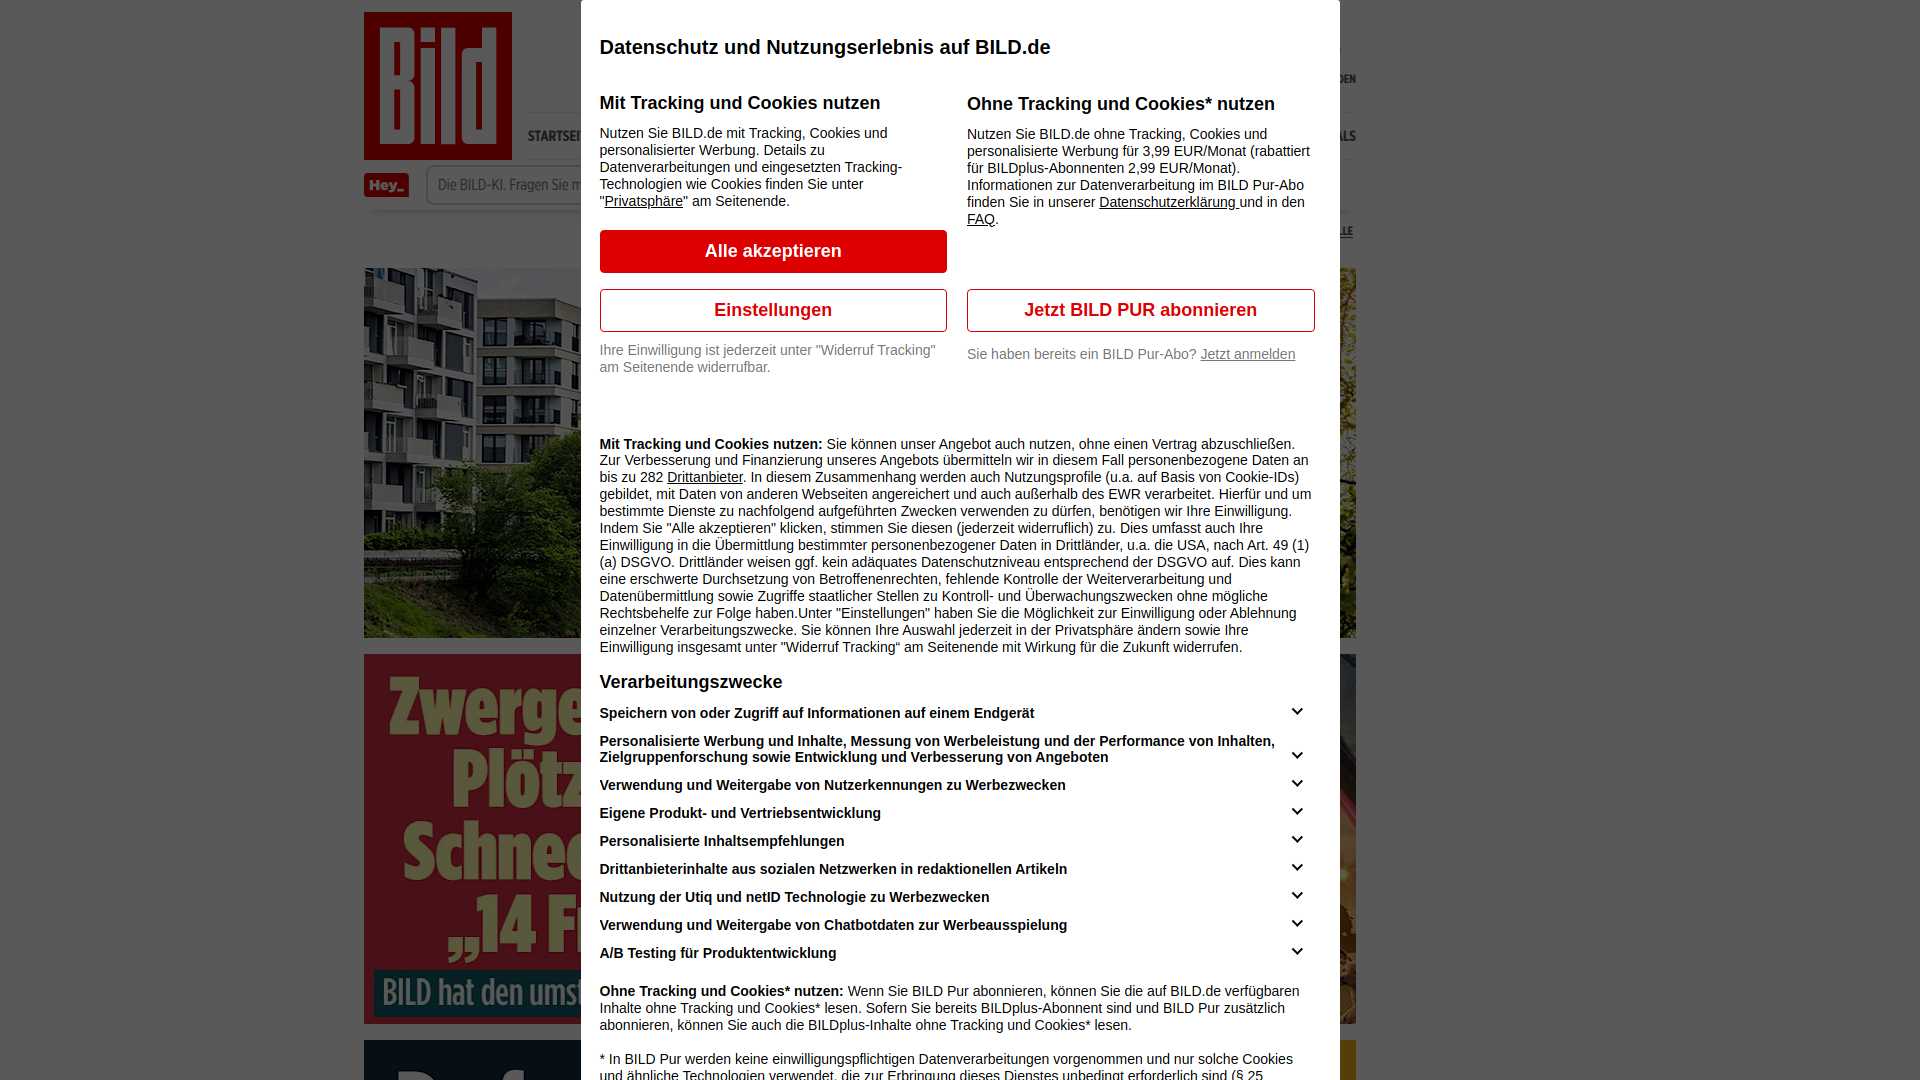 Bild
STARTSEI
Hey_
Die BILD-KI. Fragen Sie m
Datenschutz und Nutzungserlebnis auf BILD.de
Mit Tracking und Cookies nutzen
Nutzen Sie BILD.de mit Tracking, Cookies und
personalisierter Werbung. Details zu
Datenverarbeitungen und eingesetzten Tracking-
Technologien wie Cookies finden Sie unter
"Privatsphäre" am Seitenende.
Alle akzeptieren
Einstellungen
Ihre Einwilligung ist jederzeit unter "Widerruf Tracking"
am Seitenende widerrufbar.
Ohne Tracking und Cookies* nutzen
Nutzen Sie BILD.de ohne Tracking, Cookies und
personalisierte Werbung für 3,99 EUR/Monat (rabattiert
für BILDplus-Abonnenten 2,99 EUR/Monat).
Informationen zur Datenverarbeitung im BILD Pur-Abo
finden Sie in unserer Datenschutzerklärung und in den
FAQ.
Jetzt BILD PUR abonnieren
Sie haben bereits ein BILD Pur-Abo? Jetzt anmelden
Mit Tracking und Cookies nutzen: Sie können unser Angebot auch nutzen, ohne einen Vertrag abzuschließen.
Zur Verbesserung und Finanzierung unseres Angebots übermitteln wir in diesem Fall personenbezogene Daten an
bis zu 282 Drittanbieter. In diesem Zusammenhang werden auch Nutzungsprofile (u.a. auf Basis von Cookie-IDs)
gebildet, mit Daten von anderen Webseiten angereichert und auch außerhalb des EWR verarbeitet. Hierfür und um
bestimmte Dienste zu nachfolgend aufgeführten Zwecken verwenden zu dürfen, benötigen wir Ihre Einwilligung.
Indem Sie "Alle akzeptieren" klicken, stimmen Sie diesen (jederzeit widerruflich) zu. Dies umfasst auch Ihre
Einwilligung in die Übermittlung bestimmter personenbezogener Daten in Drittländer, u.a. die USA, nach Art. 49 (1)
(a) DSGVO. Drittländer weisen ggf. kein adäquates Datenschutzniveau entsprechend der DSGVO auf. Dies kann
eine erschwerte Durchsetzung von Betroffenenrechten, fehlende Kontrolle der Weiterverarbeitung und
Datenübermittlung sowie Zugriffe staatlicher Stellen zu Kontroll- und Überwachungszwecken ohne mögliche
Rechtsbehelfe zur Folge haben.Unter "Einstellungen" haben Sie die Möglichkeit zur Einwilligung oder Ablehnung
einzelner Verarbeitungszwecke. Sie können Ihre Auswahl jederzeit in der Privatsphäre ändern sowie Ihre
Einwilligung insgesamt unter "Widerruf Tracking“ am Seitenende mit Wirkung für die Zukunft widerrufen.
Verarbeitungszwecke
Speichern von oder Zugriff auf Informationen auf einem Endgerät
Personalisierte Werbung und Inhalte, Messung von Werbeleistung und der Performance von Inhalten,
Zielgruppenforschung sowie Entwicklung und Verbesserung von Angeboten
Verwendung und Weitergabe von Nutzerkennungen zu Werbezwecken
Eigene Produkt- und Vertriebsentwicklung
Personalisierte Inhaltsempfehlungen
Drittanbieterinhalte aus sozialen Netzwerken in redaktionellen Artikeln
Nutzung der Utiq und netID Technologie zu Werbezwecken
Verwendung und Weitergabe von Chatbotdaten zur Werbeausspielung
A/B Testing für Produktentwicklung
Ohne Tracking und Cookies* nutzen: Wenn Sie BILD Pur abonnieren, können Sie die auf BILD.de verfügbaren
Inhalte ohne Tracking und Cookies* lesen. Sofern Sie bereits BILDplus-Abonnent sind und BILD Pur zusätzlich
abonnieren, können Sie auch die BILDplus-Inhalte ohne Tracking und Cookies* lesen.
* In BILD Pur werden keine einwilligungspflichtigen Datenverarbeitungen vorgenommen und nur solche Cookies
und ähnliche Technologien verwendet, die zur Erbringung dieses Dienstes unbedingt erforderlich sind (§ 25
DEN
ALS
LLE
Zwerge
Plötz
Schnec
„14 F
BILD hat den umst